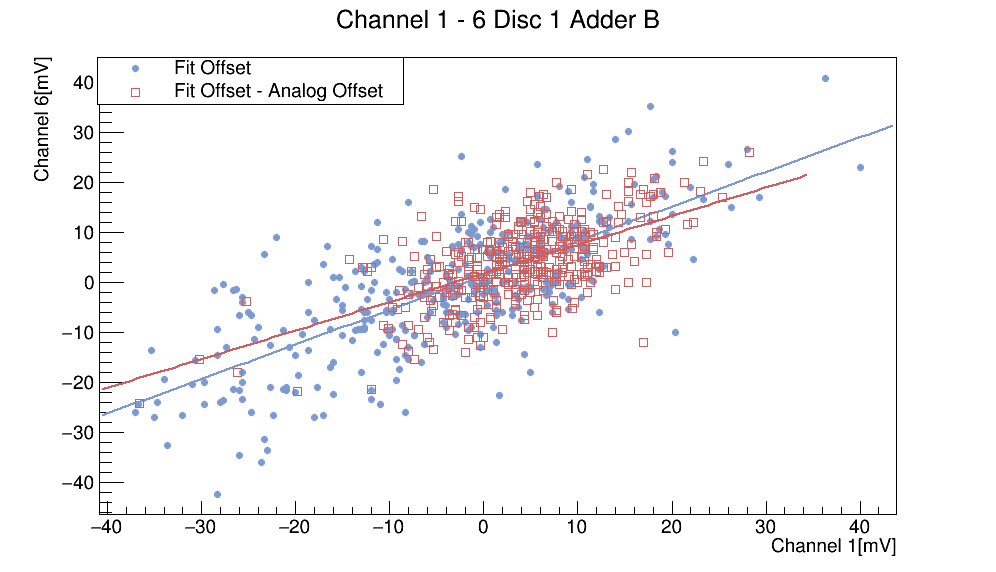 Channel 1 - 6 Disc 1 Adder B
Fit Offset
Fit Offset - Analog Offset
Channel 6[mV]
40
30
20
10
0
−10
−20
−30
−40
−40 −30 −20 −10 0 10 20 30 40
Channel 1[mV]